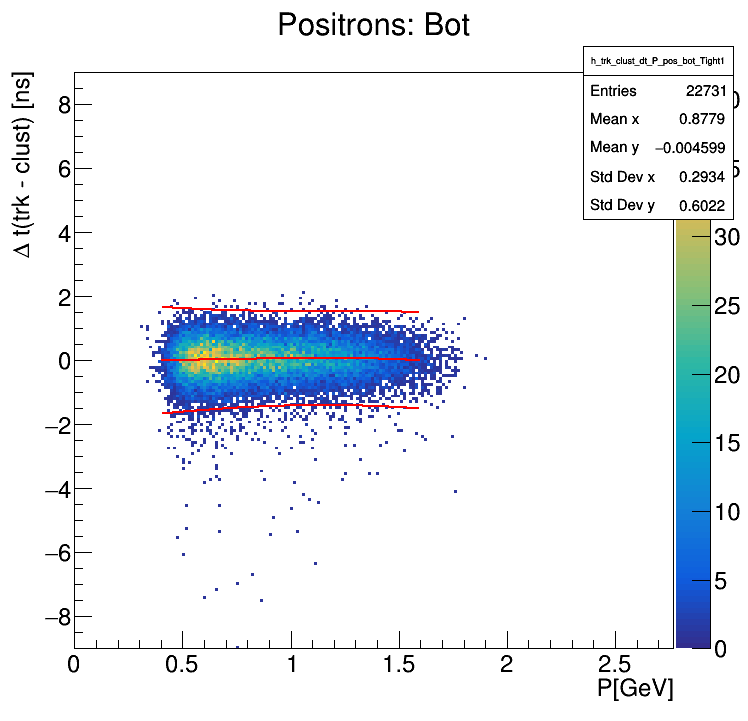 Positrons: Bot
h_trk_clust_dt_P_pos_bot_Tight1
Entries 22731
Mean x 0.8779
Mean y −0.004599
Std Dev x 0.2934
Std Dev y 0.6022
Δ t(trk - clust) [ns]
8
6
4
2
0
−2
−4
−6
−8
0 0.5 1 1.5 2 2.5
P[GeV]
30
25
20
15
10
5
0